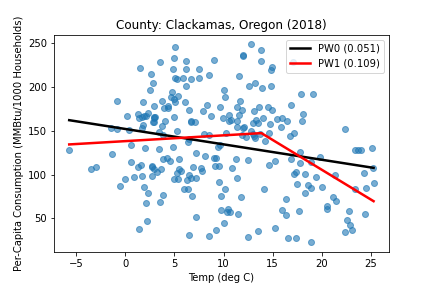 County: Clackamas, Oregon (2018)
Per-Capita Consumption (MMBtu/1000 Households)
250
200
150
100
50
PW0 (0.051)
PW1 (0.109)
−5 0 5 10 15 20 25
Temp (deg C)